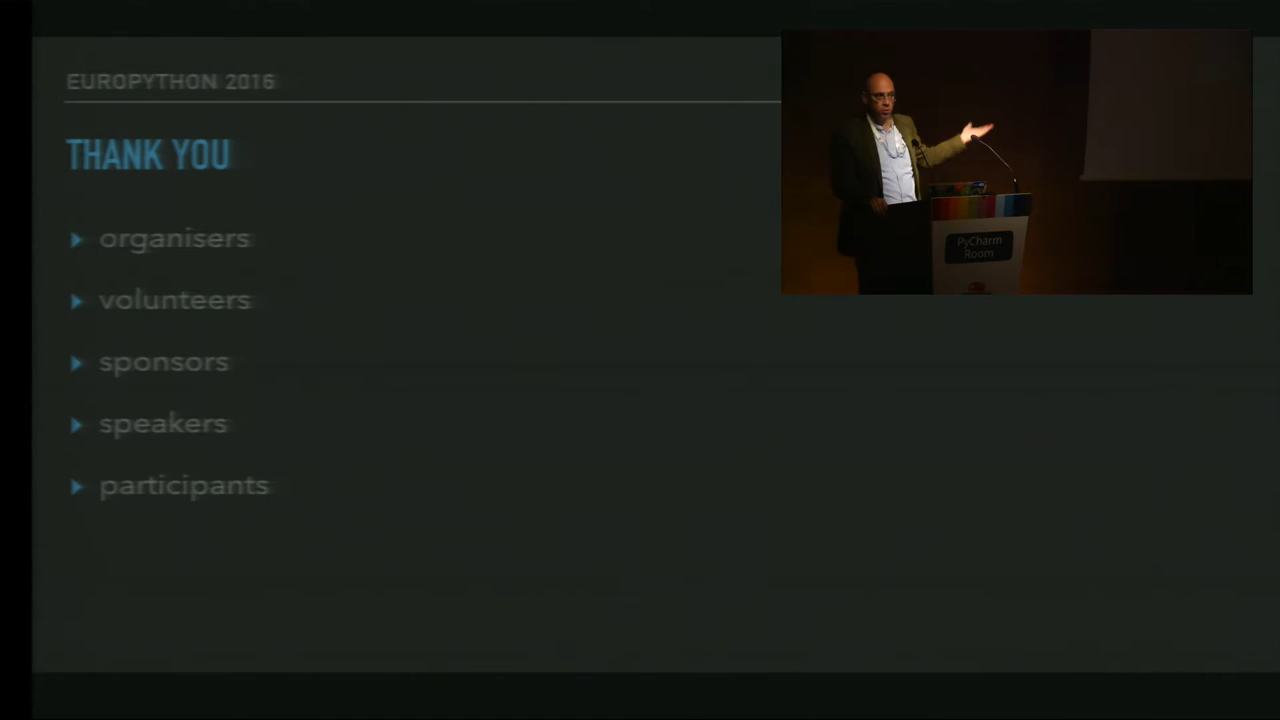 EUROPYTHON 2016
THANK YOU
organisers
volunteers
sponsors
speakers
participants
PyCharm
Room